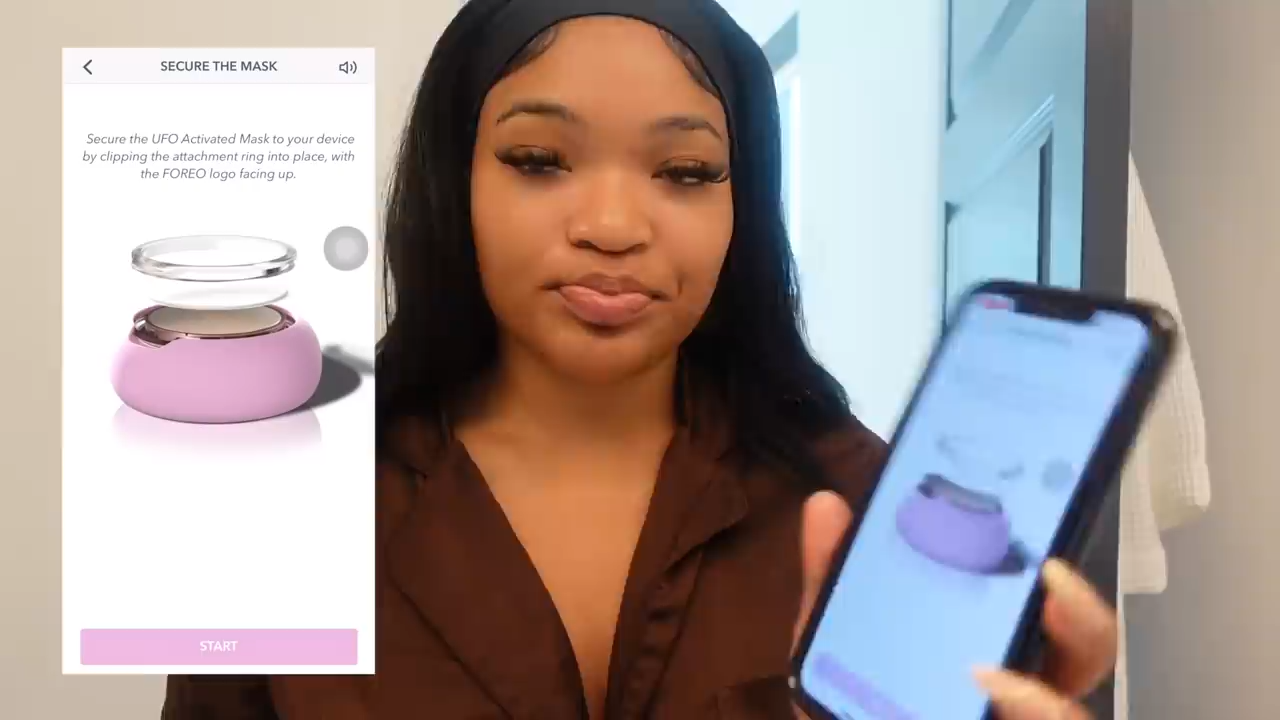 SECURE THE MASK
Secure the UFO Activated Mask to your device
by clipping the attachment ring into place, with
the FOREO logo facing up.
START